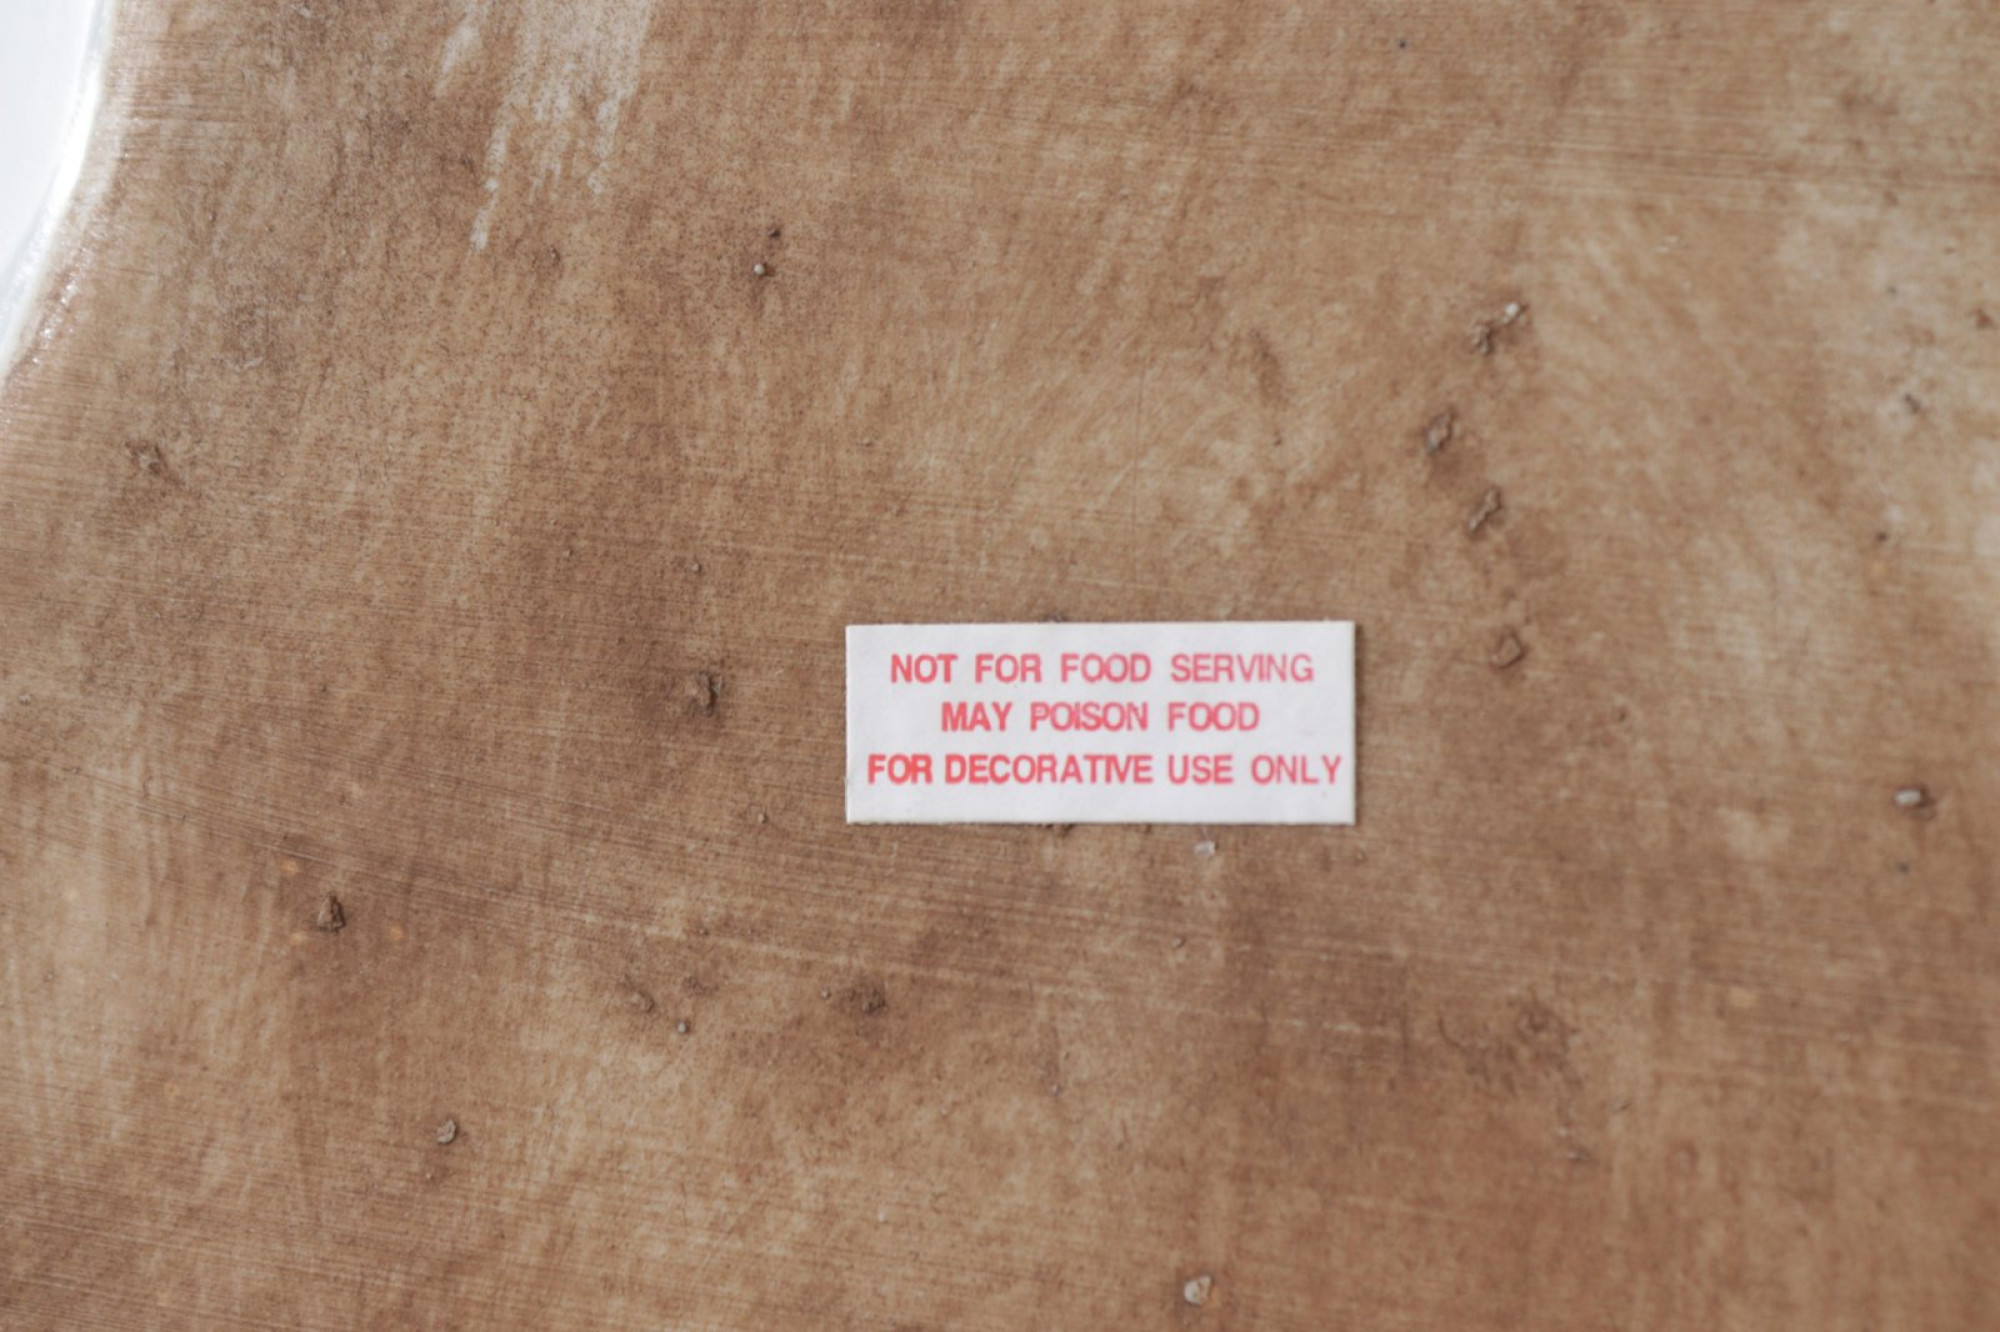 NOT FOR FOOD SERVING
MAY POISON FOOD
FOR DECORATIVE USE ONLY